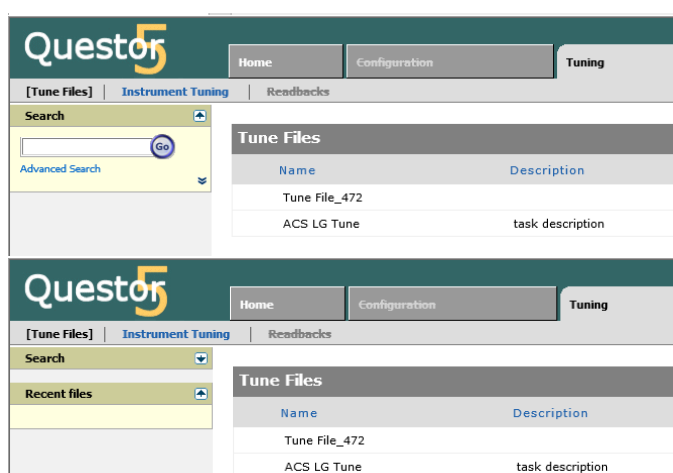 Questor5
Home Configuration Tuning
[Tune Files] Instrument Tuning Readbacks
Search
Go
Advanced Search
Tune Files
Name Description
Tune File_472
ACS LG Tune task description
Questor5
Home Configuration Tuning
[Tune Files] Instrument Tuning Readbacks
Search
Recent files
Tune Files
Name Description
Tune File_472
ACS LG Tune task description